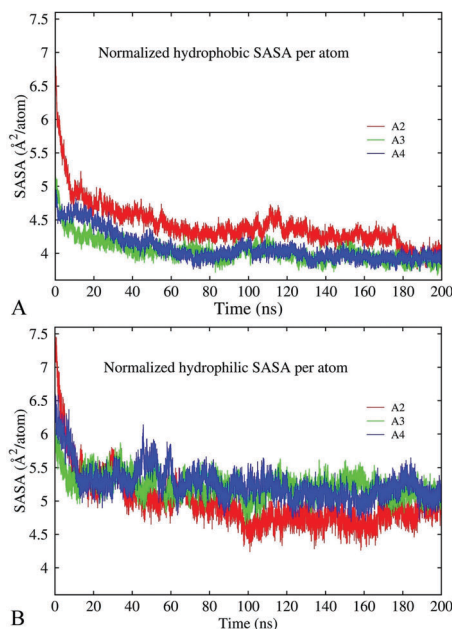 7.5
7
6.5
6
5.5
5
4.5
4
SASA (Å²/atom)
Normalized hydrophobic SASA per atom
A2
A3
A4
0 20 40 60 80 100 120 140 160 180 200
Time (ns)
A
7.5
7
6.5
6
5.5
5
4.5
4
SASA (Å²/atom)
Normalized hydrophilic SASA per atom
A2
A3
A4
0 20 40 60 80 100 120 140 160 180 200
Time (ns)
B